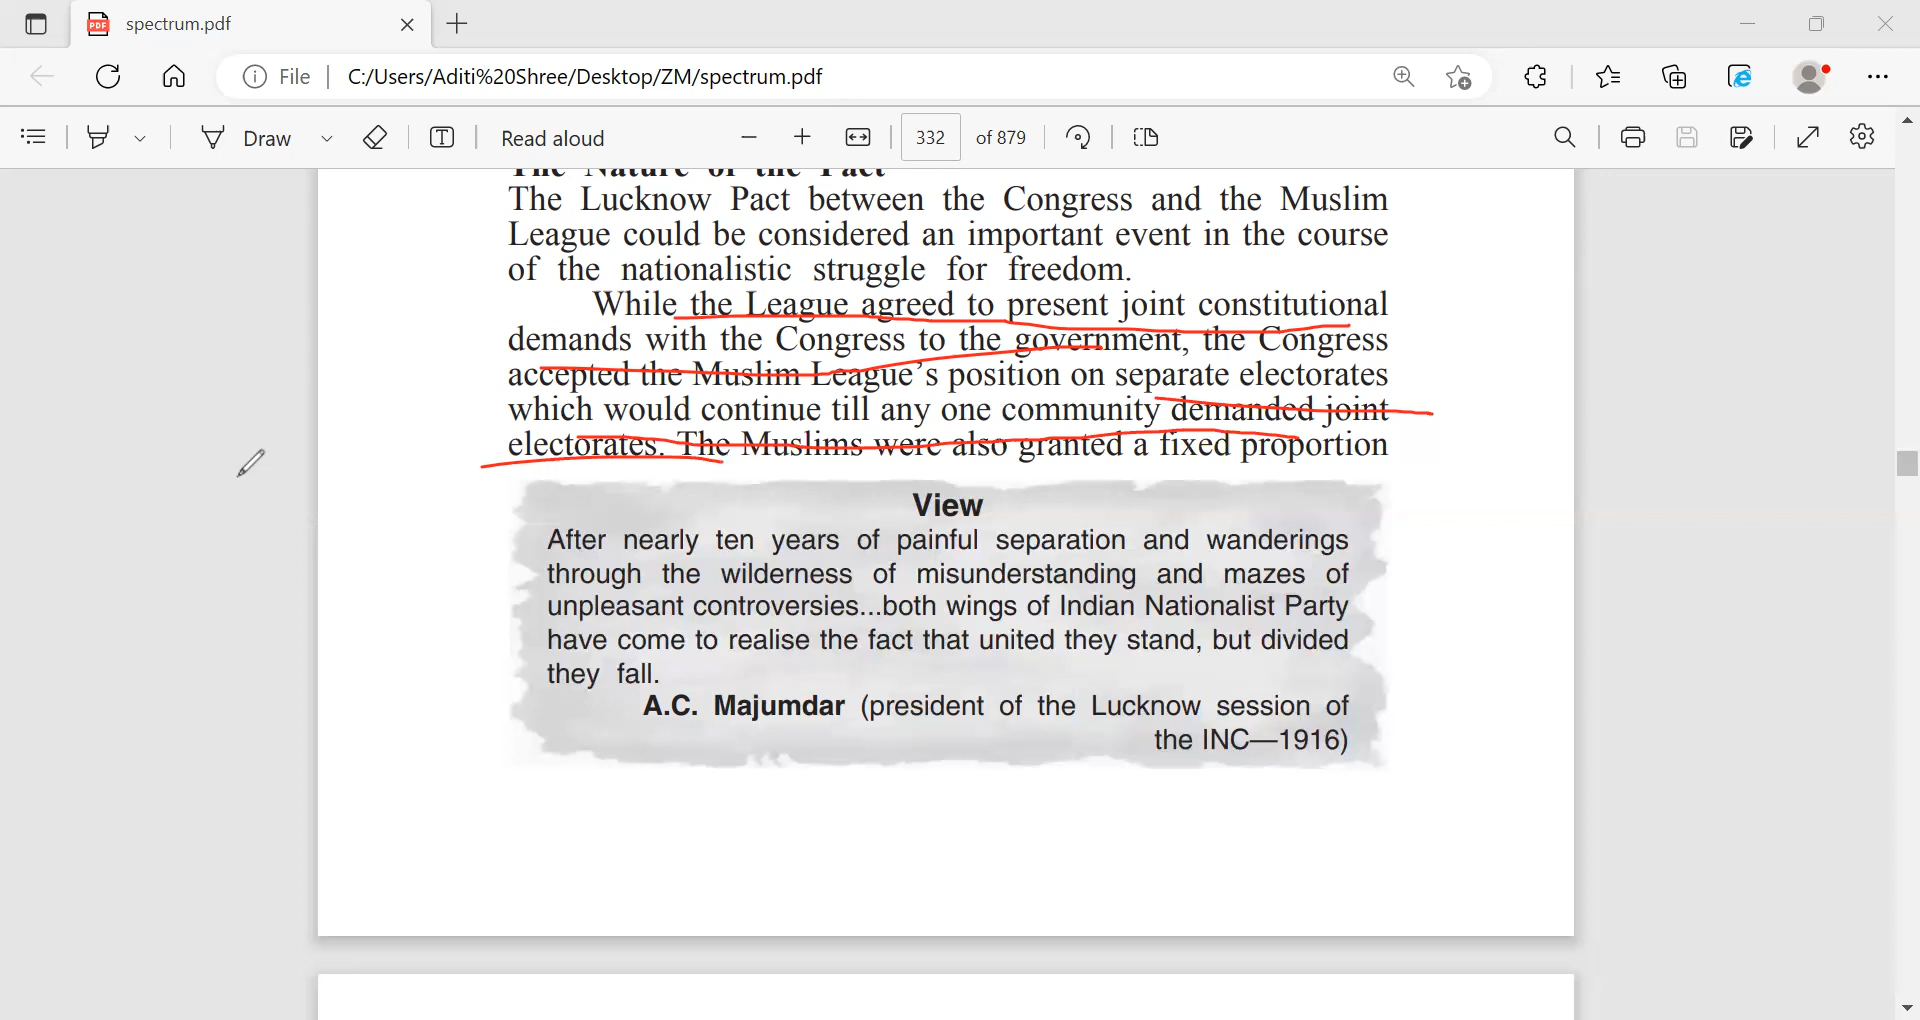 spectrum.pdf
File C:/Users/Aditi%20Shree/Desktop/ZM/spectrum.pdf
Draw T Read aloud 332 of 879
The Nature of the Pact
The Lucknow Pact between the Congress and the Muslim
League could be considered an important event in the course
of the nationalistic struggle for freedom.
While the League agreed to present joint constitutional
demands with the Congress to the government, the Congress
accepted the Muslim League's position on separate electorates
which would continue till any one community demanded joint
electorates. The Muslims were also granted a fixed proportion
View
After nearly ten years of painful separation and wanderings
through the wilderness of misunderstanding and mazes of
unpleasant controversies...both wings of Indian Nationalist Party
have come to realise the fact that united they stand, but divided
they fall.
A.C. Majumdar (president of the Lucknow session of
the INC—1916)